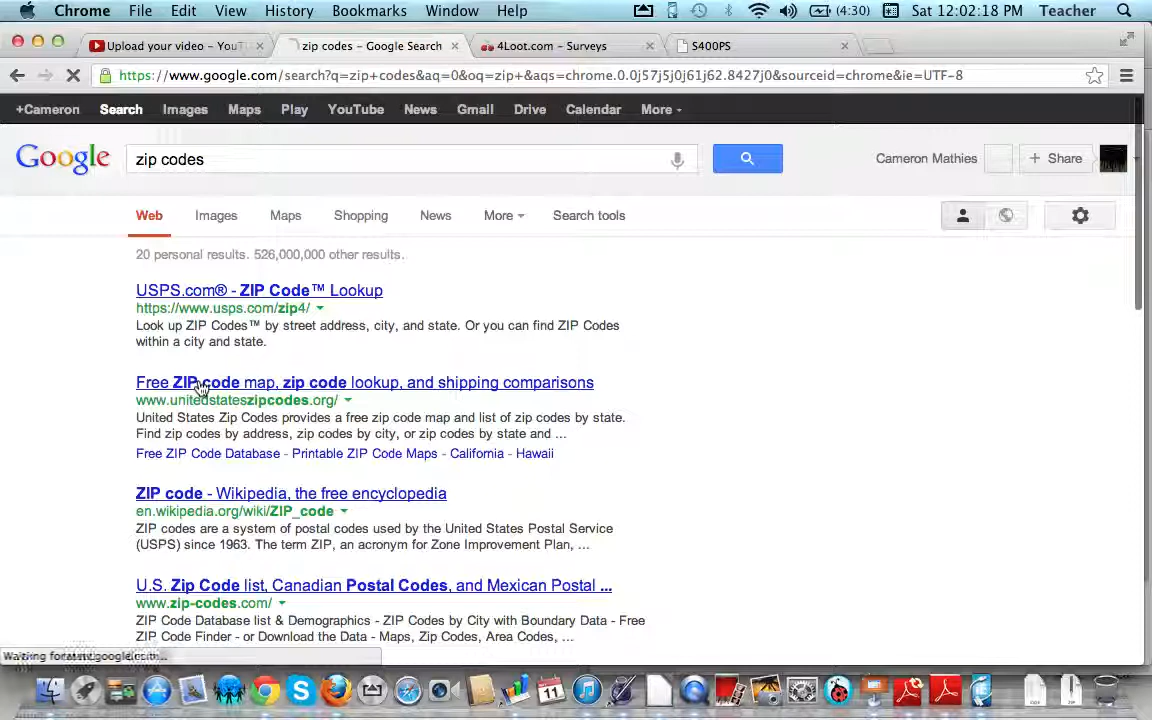 Chrome File Edit View History Bookmarks Window Help (4:30) Sat 12:02:18 PM Teacher
Upload your video - YouT zip codes - Google Search 4Loot.com - Surveys S400PS
https://www.google.com/search?q=zip+codes&aq=0&oq=zip+&aqs=chrome.0.0j57j5j0j61j62.8427j0&sourceid=chrome&ie=UTF-8
+Cameron Search Images Maps Play YouTube News Gmail Drive Calendar More
Google zip codes Cameron Mathies + Share
Web Images Maps Shopping News More Search tools
20 personal results. 526,000,000 other results.
USPS.com® - ZIP Code™ Lookup
https://www.usps.com/zip4/
Look up ZIP Codes™ by street address, city, and state. Or you can find ZIP Codes
within a city and state.
Free ZIP code map, zip code lookup, and shipping comparisons
www.unitedstateszipcodes.org/
United States Zip Codes provides a free zip code map and list of zip codes by state.
Find zip codes by address, zip codes by city, or zip codes by state and ...
Free ZIP Code Database - Printable ZIP Code Maps - California - Hawaii
ZIP code - Wikipedia, the free encyclopedia
en.wikipedia.org/wiki/ZIP_code
ZIP codes are a system of postal codes used by the United States Postal Service
(USPS) since 1963. The term ZIP, an acronym for Zone Improvement Plan, ...
U.S. Zip Code list, Canadian Postal Codes, and Mexican Postal ...
www.zip-codes.com/
ZIP Code Database list & Demographics - ZIP Codes by City with Boundary Data - Free
ZIP Code Finder - or Download the Data - Maps, Zip Codes, Area Codes, ...
Waiting for
11